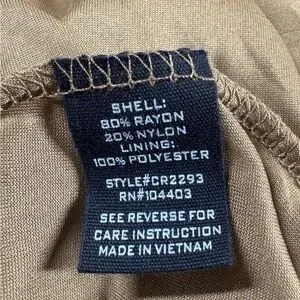 SHELL:
80% RAYON
20% NYLON
LINING:
100% POLYESTER
STYLE#CR2293
RN#104403
SEE REVERSE FOR
CARE INSTRUCTION
MADE IN VIETNAM